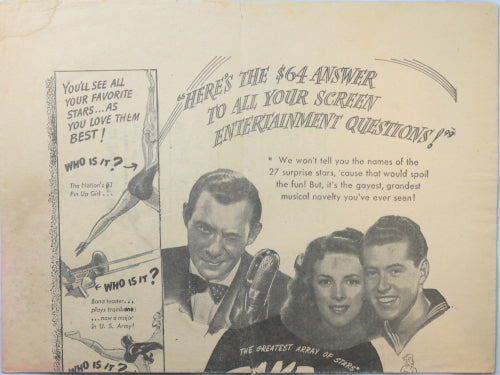 YOU'LL SEE ALL
YOUR FAVORITE
STARS...AS
YOU LOVE THEM
BEST!
WHO IS IT?
The Nation's #1
Pin Up Girl...
WHO IS IT?
Band leader...
plays trombone
...now a major
in U. S. Army!
WHO IS IT?
"HERE'S THE $64 ANSWER
TO ALL YOUR SCREEN
ENTERTAINMENT QUESTIONS!*"
* We won't tell you the names of the
27 surprise stars, 'cause that would spoil
the fun! But, it's the gayest, grandest
musical novelty you've ever seen!
THE GREATEST ARRAY OF STARS